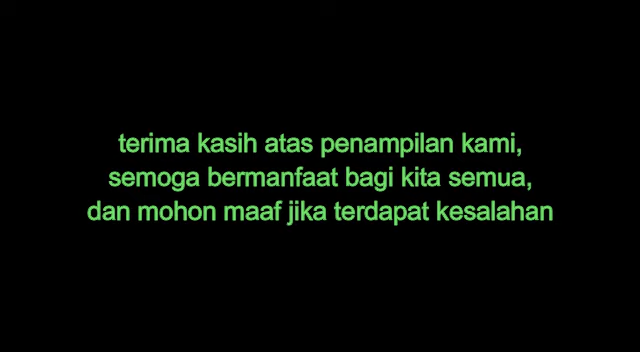 terima kasih atas penampilan kami,
semoga bermanfaat bagi kita semua,
dan mohon maaf jika terdapat kesalahan